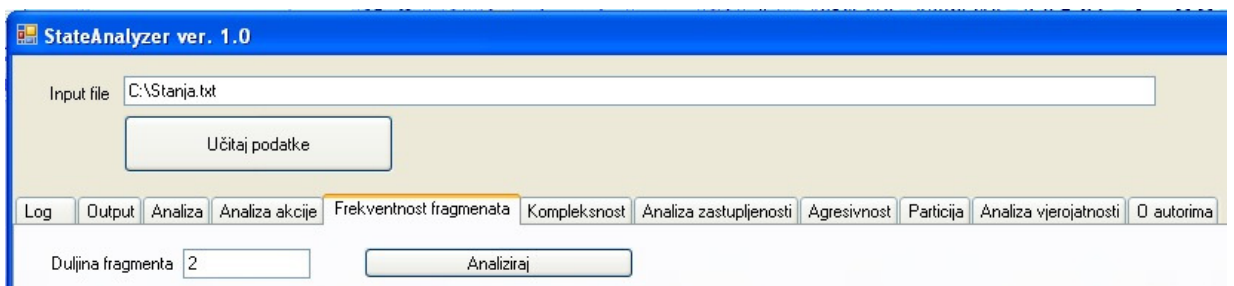 StateAnalyzer ver. 1.0
Input file C:\Stanja.txt
Učitaj podatke
Log Output Analiza Analiza akcije Frekventnost fragmenata Kompleksnost Analiza zastupljenosti Agresivnost Particija Analiza vjerojatnosti O autorima
Duljina fragmenta 2 Analiziraj